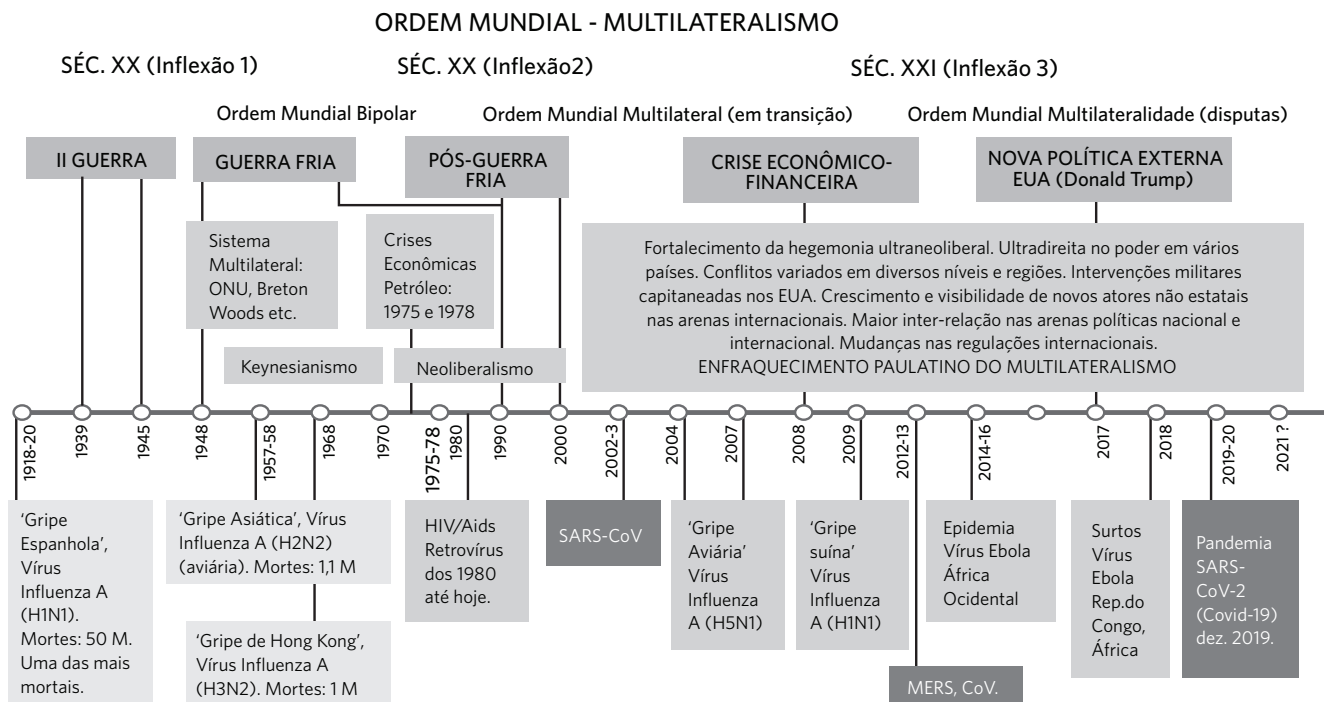 ORDEM MUNDIAL - MULTILATERALISMO
SÉC. XX (Inflexão 1)
SÉC. XX (Inflexão2)
SÉC. XXI (Inflexão 3)
Ordem Mundial Bipolar
Ordem Mundial Multilateral (em transição)
Ordem Mundial Multilateralidade (disputas)
II GUERRA
GUERRA FRIA
PÓS-GUERRA
FRIA
CRISE ECONÔMICO-
FINANCEIRA
NOVA POLÍTICA EXTERNA
EUA (Donald Trump)
Sistema
Multilateral:
ONU, Breton
Woods etc.
Crises
Econômicas
Petróleo:
1975 e 1978
Fortalecimento da hegemonia ultraneoliberal. Ultradireita no poder em vários
países. Conflitos variados em diversos níveis e regiões. Intervenções militares
capitaneadas nos EUA. Crescimento e visibilidade de novos atores não estatais
nas arenas internacionais. Maior inter-relação nas arenas políticas nacional e
internacional. Mudanças nas regulações internacionais.
ENFRAQUECIMENTO PAULATINO DO MULTILATERALISMO
Keynesianismo
Neoliberalismo
1918-20
1939
1945
1948
1957-58
1968
1970
1975-78
1980
1990
2000
2002-3
2004
2007
2008
2009
2012-13
2014-16
2017
2018
2019-20
2021 ?
'Gripe
Espanhola',
Vírus
Influenza A
(H1N1).
Mortes: 50 M.
Uma das mais
mortais.
'Gripe Asiática', Vírus
Influenza A (H2N2)
(aviária). Mortes: 1,1 M
'Gripe de Hong Kong',
Vírus Influenza A
(H3N2). Mortes: 1 M
HIV/Aids
Retrovírus
dos 1980
até hoje.
SARS-CoV
'Gripe
Aviária'
Vírus
Influenza
A (H5N1)
'Gripe
suína'
Vírus
Influenza
A (H1N1)
MERS, CoV.
Epidemia
Vírus Ebola
África
Ocidental
Surtos
Vírus
Ebola
Rep.do
Congo,
África
Pandemia
SARS-
CoV-2
(Covid-19)
dez. 2019.